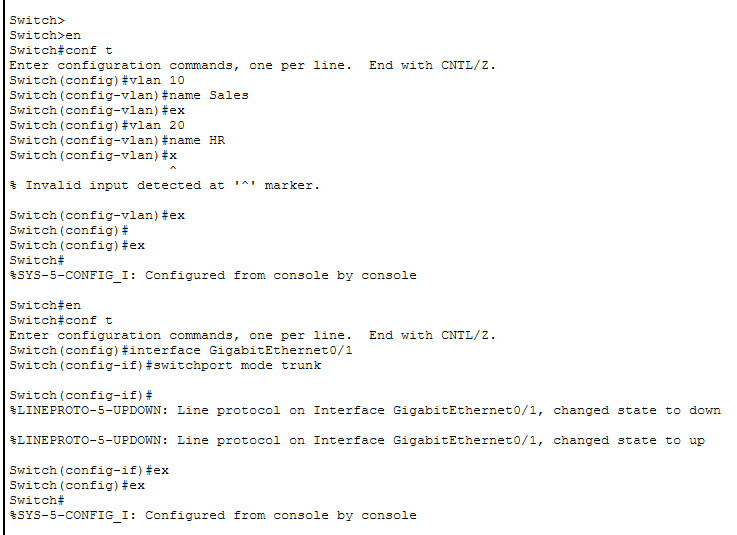 Switch>
Switch>en
Switch#conf t
Enter configuration commands, one per line.  End with CNTL/Z.
Switch(config)#vlan 10
Switch(config-vlan)#name Sales
Switch(config-vlan)#ex
Switch(config)#vlan 20
Switch(config-vlan)#name HR
Switch(config-vlan)#x
                    ^
% Invalid input detected at '^' marker.

Switch(config-vlan)#ex
Switch(config)#
Switch(config)#ex
Switch#
%SYS-5-CONFIG_I: Configured from console by console

Switch#en
Switch#conf t
Enter configuration commands, one per line.  End with CNTL/Z.
Switch(config)#interface GigabitEthernet0/1
Switch(config-if)#switchport mode trunk

Switch(config-if)#
%LINEPROTO-5-UPDOWN: Line protocol on Interface GigabitEthernet0/1, changed state to down

%LINEPROTO-5-UPDOWN: Line protocol on Interface GigabitEthernet0/1, changed state to up

Switch(config-if)#ex
Switch(config)#ex
Switch#
%SYS-5-CONFIG_I: Configured from console by console